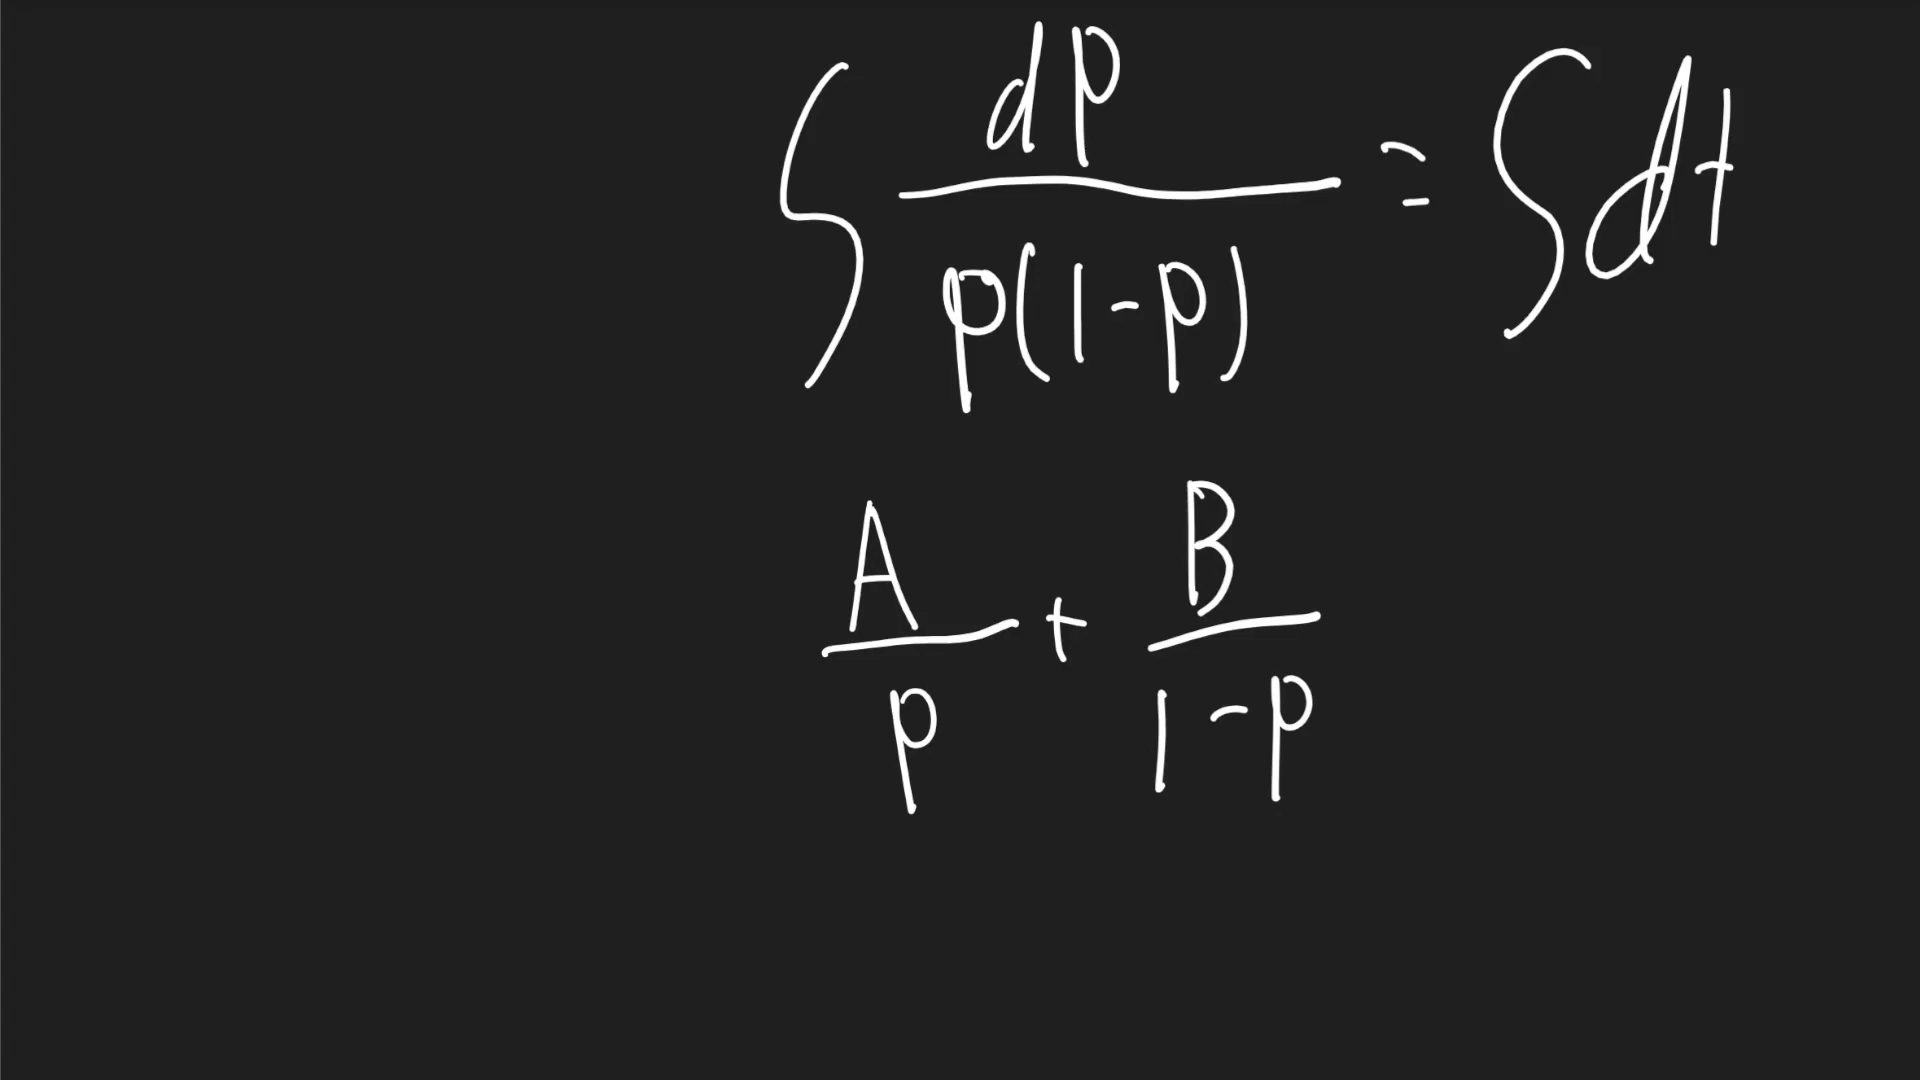 ∫ dp / p(1-p) = ∫ dt
A / p + B / 1-p